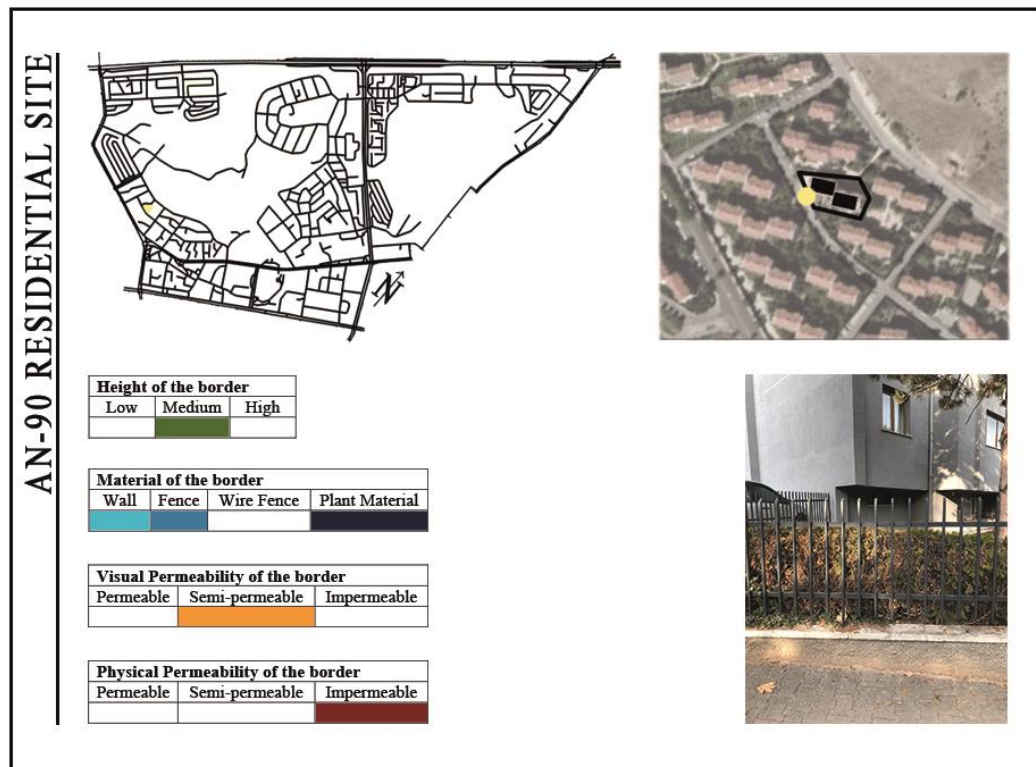 AN-90 RESIDENTIAL SITE
N
Height of the border
Low Medium High
Material of the border
Wall Fence Wire Fence Plant Material
Visual Permeability of the border
Permeable Semi-permeable Impermeable
Physical Permeability of the border
Permeable Semi-permeable Impermeable